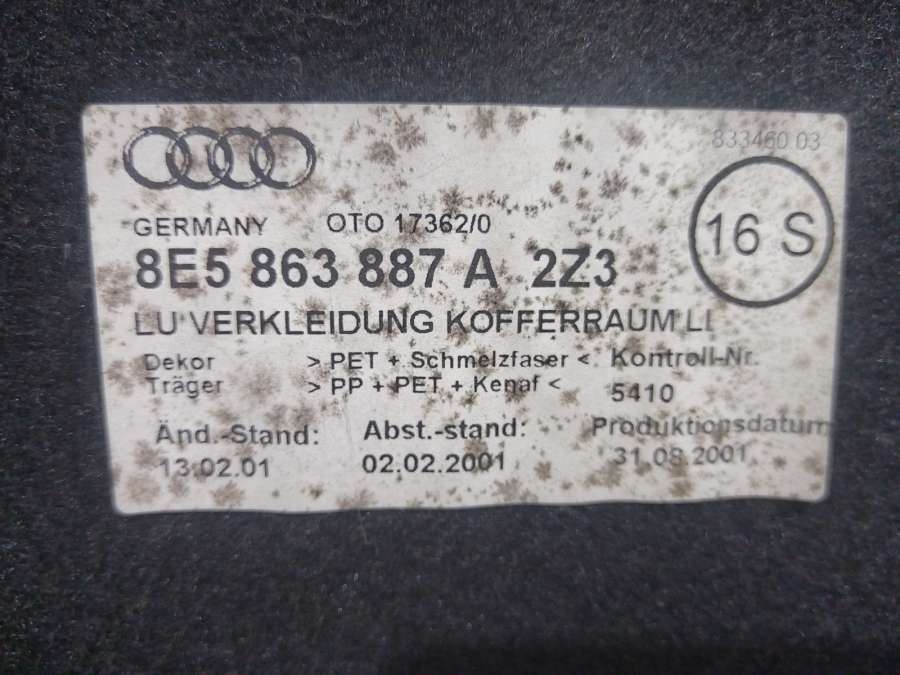 833460 03
GERMANY OTO 17362/0
16 S
8E5 863 887 A 2Z3
LU'VERKLEIDUNG KOFFERRAUM LI
Dekor > PET + Schmelzfaser < Kontroll-Nr.
Träger > PP + PET + Kenaf <
5410
Änd.-Stand: Abst.-stand: Produktionsdatum
13.02.01 02.02.2001 31.08.2001